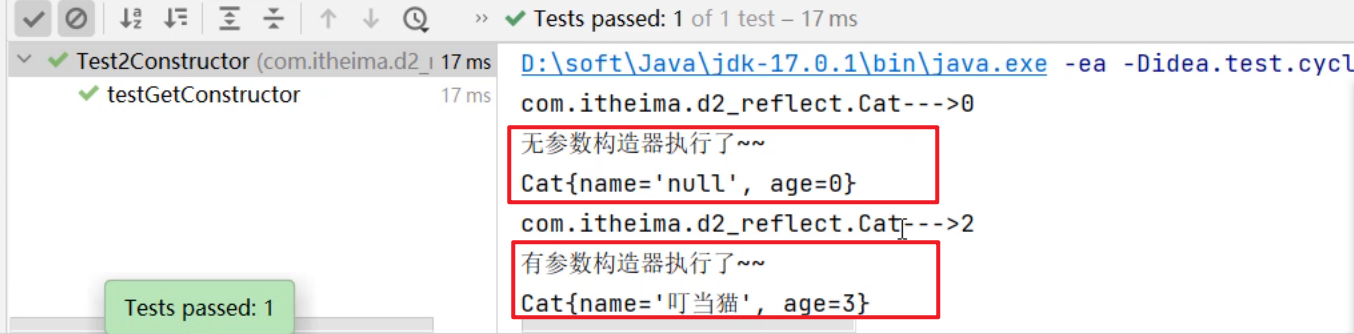 Tests passed: 1 of 1 test – 17 ms
Test2Constructor (com.itheima.d2_ 17 ms
testGetConstructor 17 ms
Tests passed: 1
D:\soft\Java\jdk-17.0.1\bin\java.exe -ea -Didea.test.cycl
com.itheima.d2_reflect.Cat--->0
无参数构造器执行了~~
Cat{name='null', age=0}
com.itheima.d2_reflect.Cat--->2
有参数构造器执行了~~
Cat{name='叮当猫', age=3}